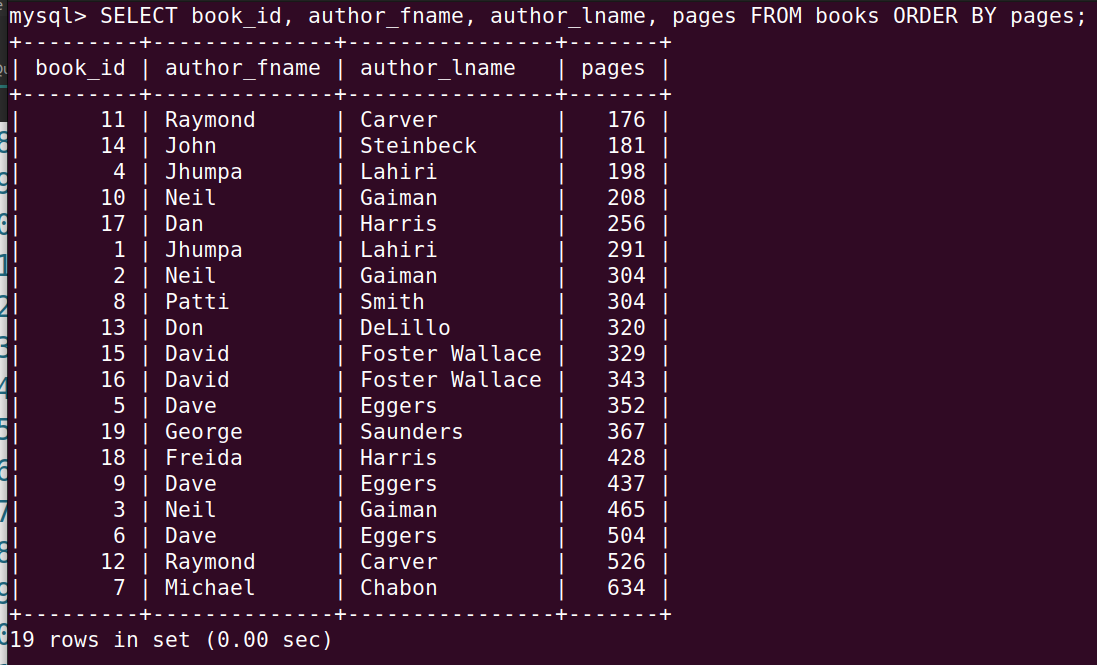 mysql> SELECT book_id, author_fname, author_lname, pages FROM books ORDER BY pages;
+---------+--------------+----------------+-------+
| book_id | author_fname | author_lname   | pages |
+---------+--------------+----------------+-------+
|      11 | Raymond      | Carver         |   176 |
|      14 | John         | Steinbeck      |   181 |
|       4 | Jhumpa       | Lahiri         |   198 |
|      10 | Neil         | Gaiman         |   208 |
|      17 | Dan          | Harris         |   256 |
|       1 | Jhumpa       | Lahiri         |   291 |
|       2 | Neil         | Gaiman         |   304 |
|       8 | Patti        | Smith          |   304 |
|      13 | Don          | DeLillo        |   320 |
|      15 | David        | Foster Wallace |   329 |
|      16 | David        | Foster Wallace |   343 |
|       5 | Dave         | Eggers         |   352 |
|      19 | George       | Saunders       |   367 |
|      18 | Freida       | Harris         |   428 |
|       9 | Dave         | Eggers         |   437 |
|       3 | Neil         | Gaiman         |   465 |
|       6 | Dave         | Eggers         |   504 |
|      12 | Raymond      | Carver         |   526 |
|       7 | Michael      | Chabon         |   634 |
+---------+--------------+----------------+-------+
19 rows in set (0.00 sec)